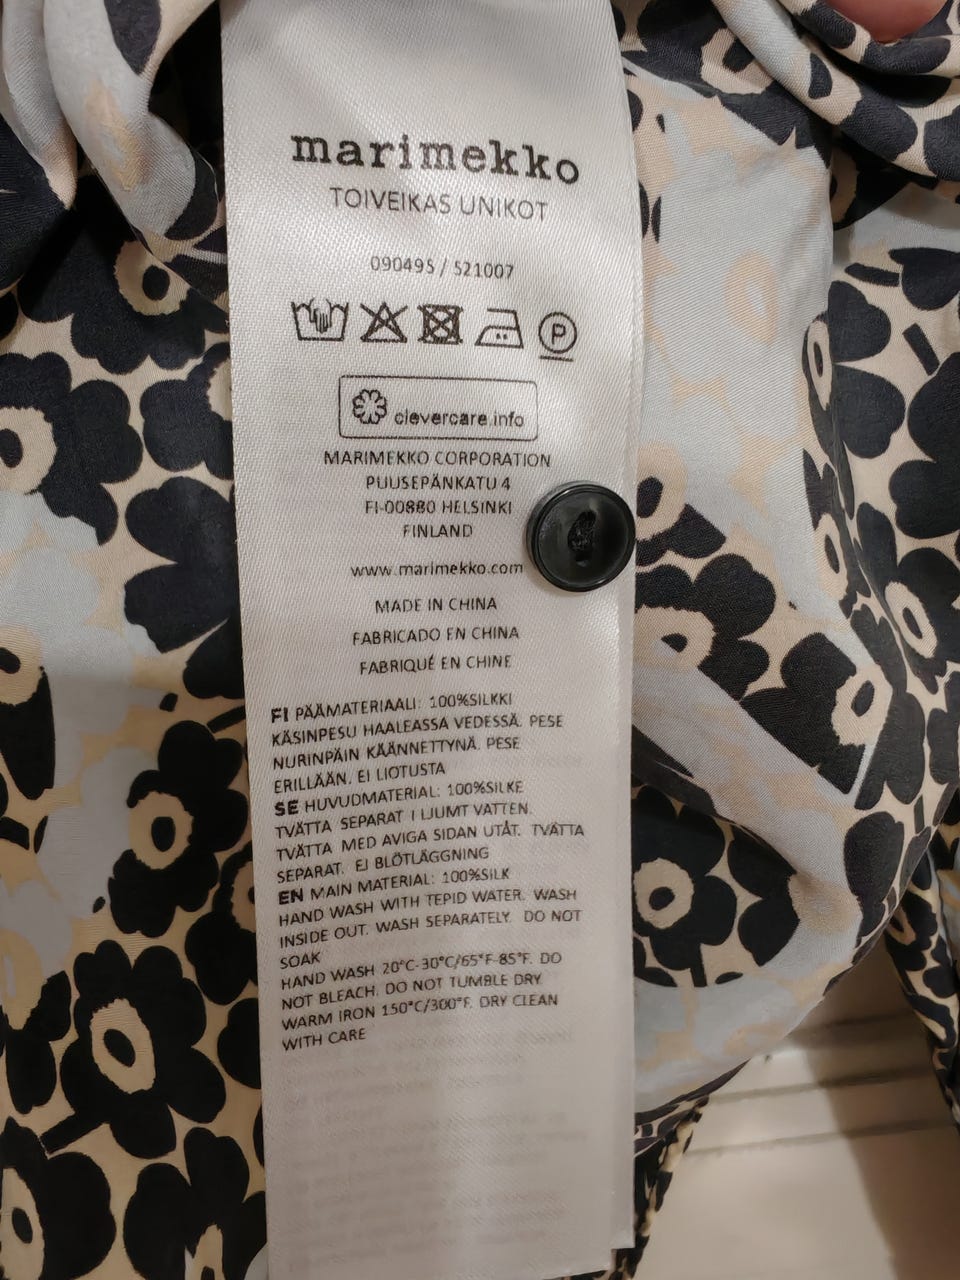 marimekko
TOIVEIKAS UNIKOT
090495 / 521007
P
clevercare.info
MARIMEKKO CORPORATION
PUUSEPÄNKATU 4
FI-00880 HELSINKI
FINLAND
www.marimekko.com
MADE IN CHINA
FABRICADO EN CHINA
FABRIQUÉ EN CHINE
FI PÄÄMATERIAALI: 100%SILKKI
KÄSINPESU HAALEASSA VEDESSÄ. PESE
NURINPÄIN KÄÄNNETTYNÄ. PESE
ERILLÄÄN. EI LIOTUSTA
SE HUVUDMATERIAL: 100%SILKE
TVÄTTA SEPARAT I LJUMT VATTEN.
TVÄTTA MED AVIGA SIDAN UTÅT. TVÄTTA
SEPARAT. EJ BLÖTLÄGGNING
EN MAIN MATERIAL: 100%SILK
HAND WASH WITH TEPID WATER. WASH
INSIDE OUT. WASH SEPARATELY. DO NOT
SOAK
HAND WASH 20°C-30°C/65°F-85°F. DO
NOT BLEACH. DO NOT TUMBLE DRY
WARM IRON 150°C/300°F. DRY CLEAN
WITH CARE